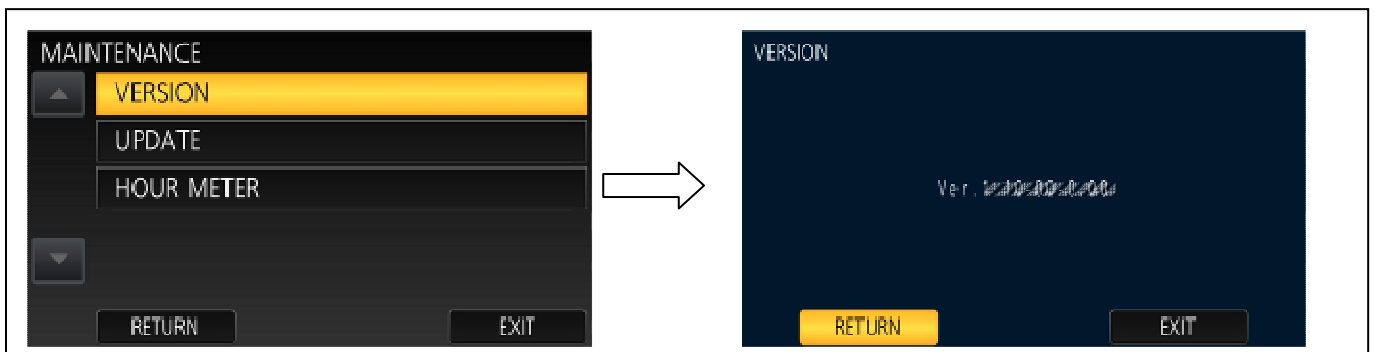 MAINTENANCE
VERSION
UPDATE
HOUR METER
RETURN EXIT
VERSION
Ver.
RETURN EXIT